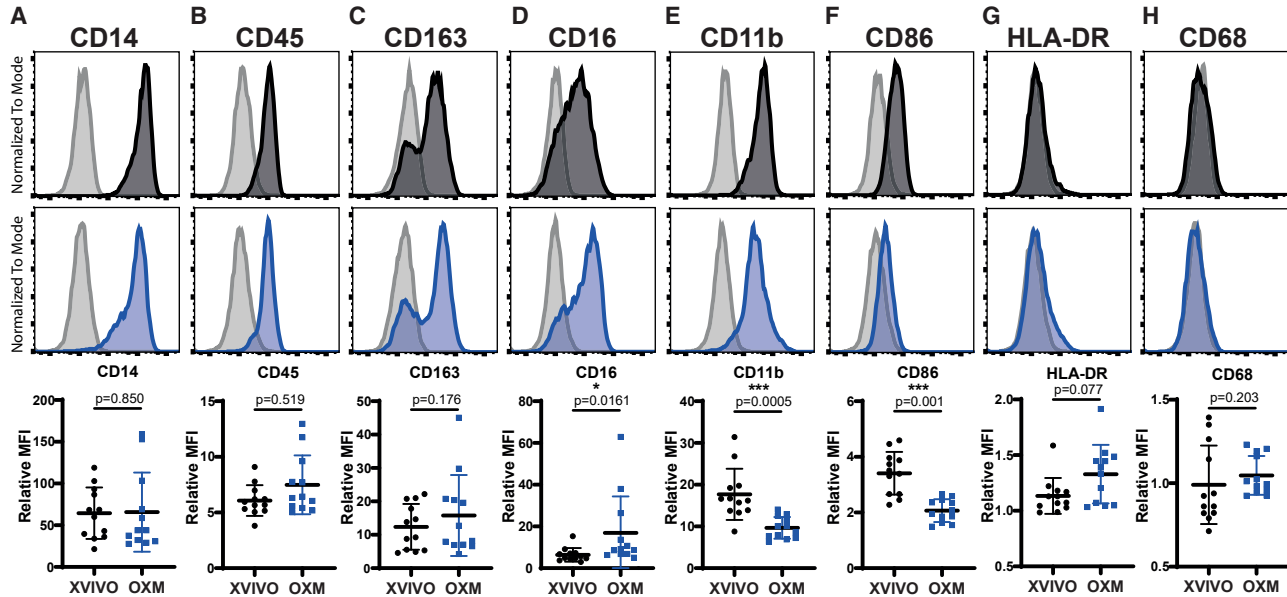 A B C D E F G H
CD14 CD45 CD163 CD16 CD11b CD86 HLA-DR CD68
Normalized To Mode
Normalized To Mode
CD14
p=0.850
Relative MFI
200
150
100
50
0
XVIVO OXM
CD45
p=0.519
Relative MFI
15
10
5
0
XVIVO OXM
CD163
p=0.176
Relative MFI
50
40
30
20
10
0
XVIVO OXM
CD16
*
p=0.0161
Relative MFI
80
60
40
20
0
XVIVO OXM
CD11b
***
p=0.0005
Relative MFI
40
30
20
10
0
XVIVO OXM
CD86
***
p=0.001
Relative MFI
6
4
2
0
XVIVO OXM
HLA-DR
p=0.077
Relative MFI
2.0
1.5
1.0
0.5
XVIVO OXM
CD68
p=0.203
Relative MFI
1.5
1.0
0.5
XVIVO OXM